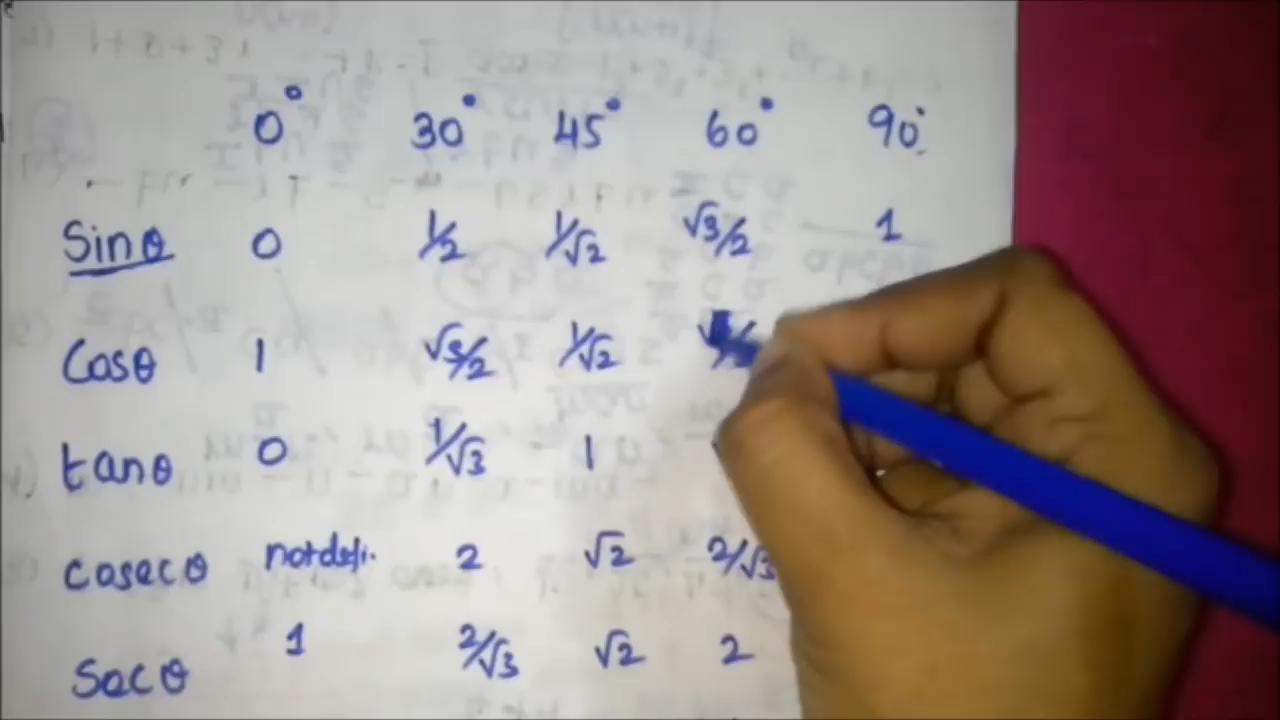 0° 30° 45° 60° 90°
Sinθ 0 1/2 1/√2 √3/2 1
Cosθ 1 √3/2 1/√2
tanθ 0 1/√3 1
Cosecθ notdefi. 2 √2 2/√3
Secθ 1 2/√3 √2 2